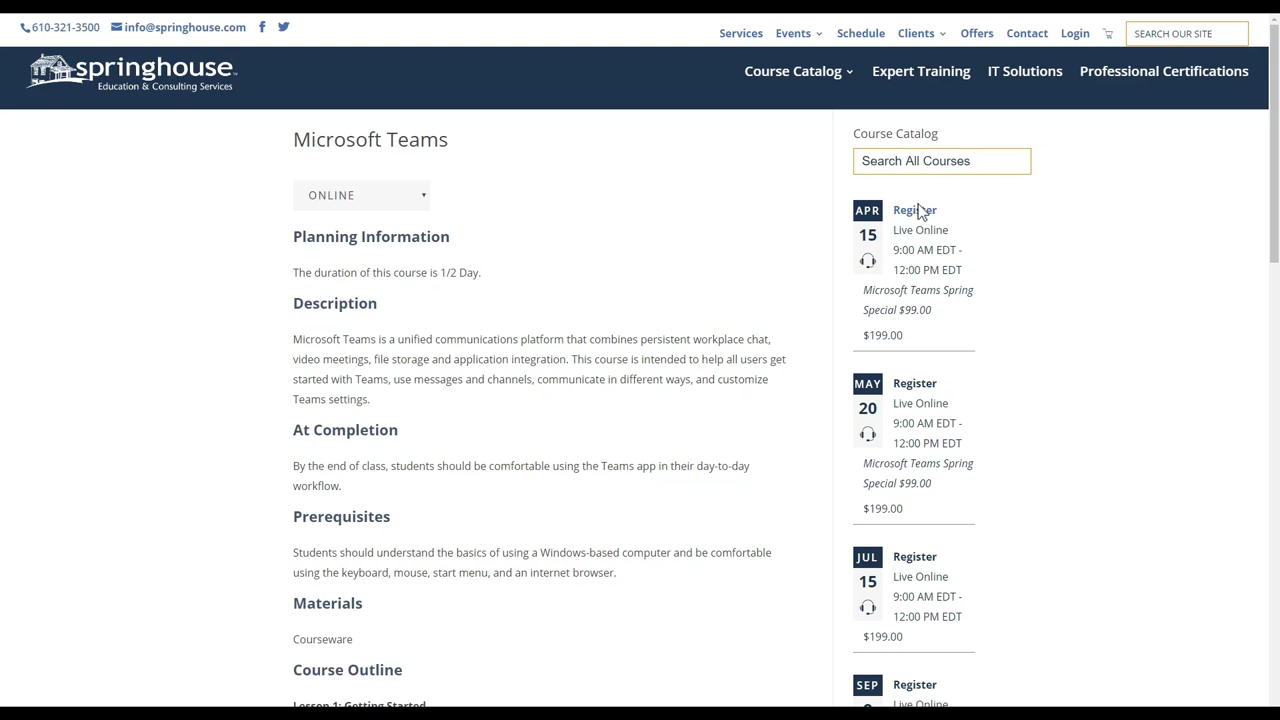 610-321-3500 info@springhouse.com
Services Events Schedule Clients Offers Contact Login SEARCH OUR SITE
springhouse
Education & Consulting Services
Course Catalog Expert Training IT Solutions Professional Certifications
Microsoft Teams
ONLINE
Planning Information
The duration of this course is 1/2 Day.
Description
Microsoft Teams is a unified communications platform that combines persistent workplace chat,
video meetings, file storage and application integration. This course is intended to help all users get
started with Teams, use messages and channels, communicate in different ways, and customize
Teams settings.
At Completion
By the end of class, students should be comfortable using the Teams app in their day-to-day
workflow.
Prerequisites
Students should understand the basics of using a Windows-based computer and be comfortable
using the keyboard, mouse, start menu, and an internet browser.
Materials
Courseware
Course Outline
Lesson 1: Getting Started
Course Catalog
Search All Courses
APR Register
15 Live Online
9:00 AM EDT -
12:00 PM EDT
Microsoft Teams Spring
Special $99.00
$199.00
MAY Register
20 Live Online
9:00 AM EDT -
12:00 PM EDT
Microsoft Teams Spring
Special $99.00
$199.00
JUL Register
15 Live Online
9:00 AM EDT -
12:00 PM EDT
$199.00
SEP Register
Live Online